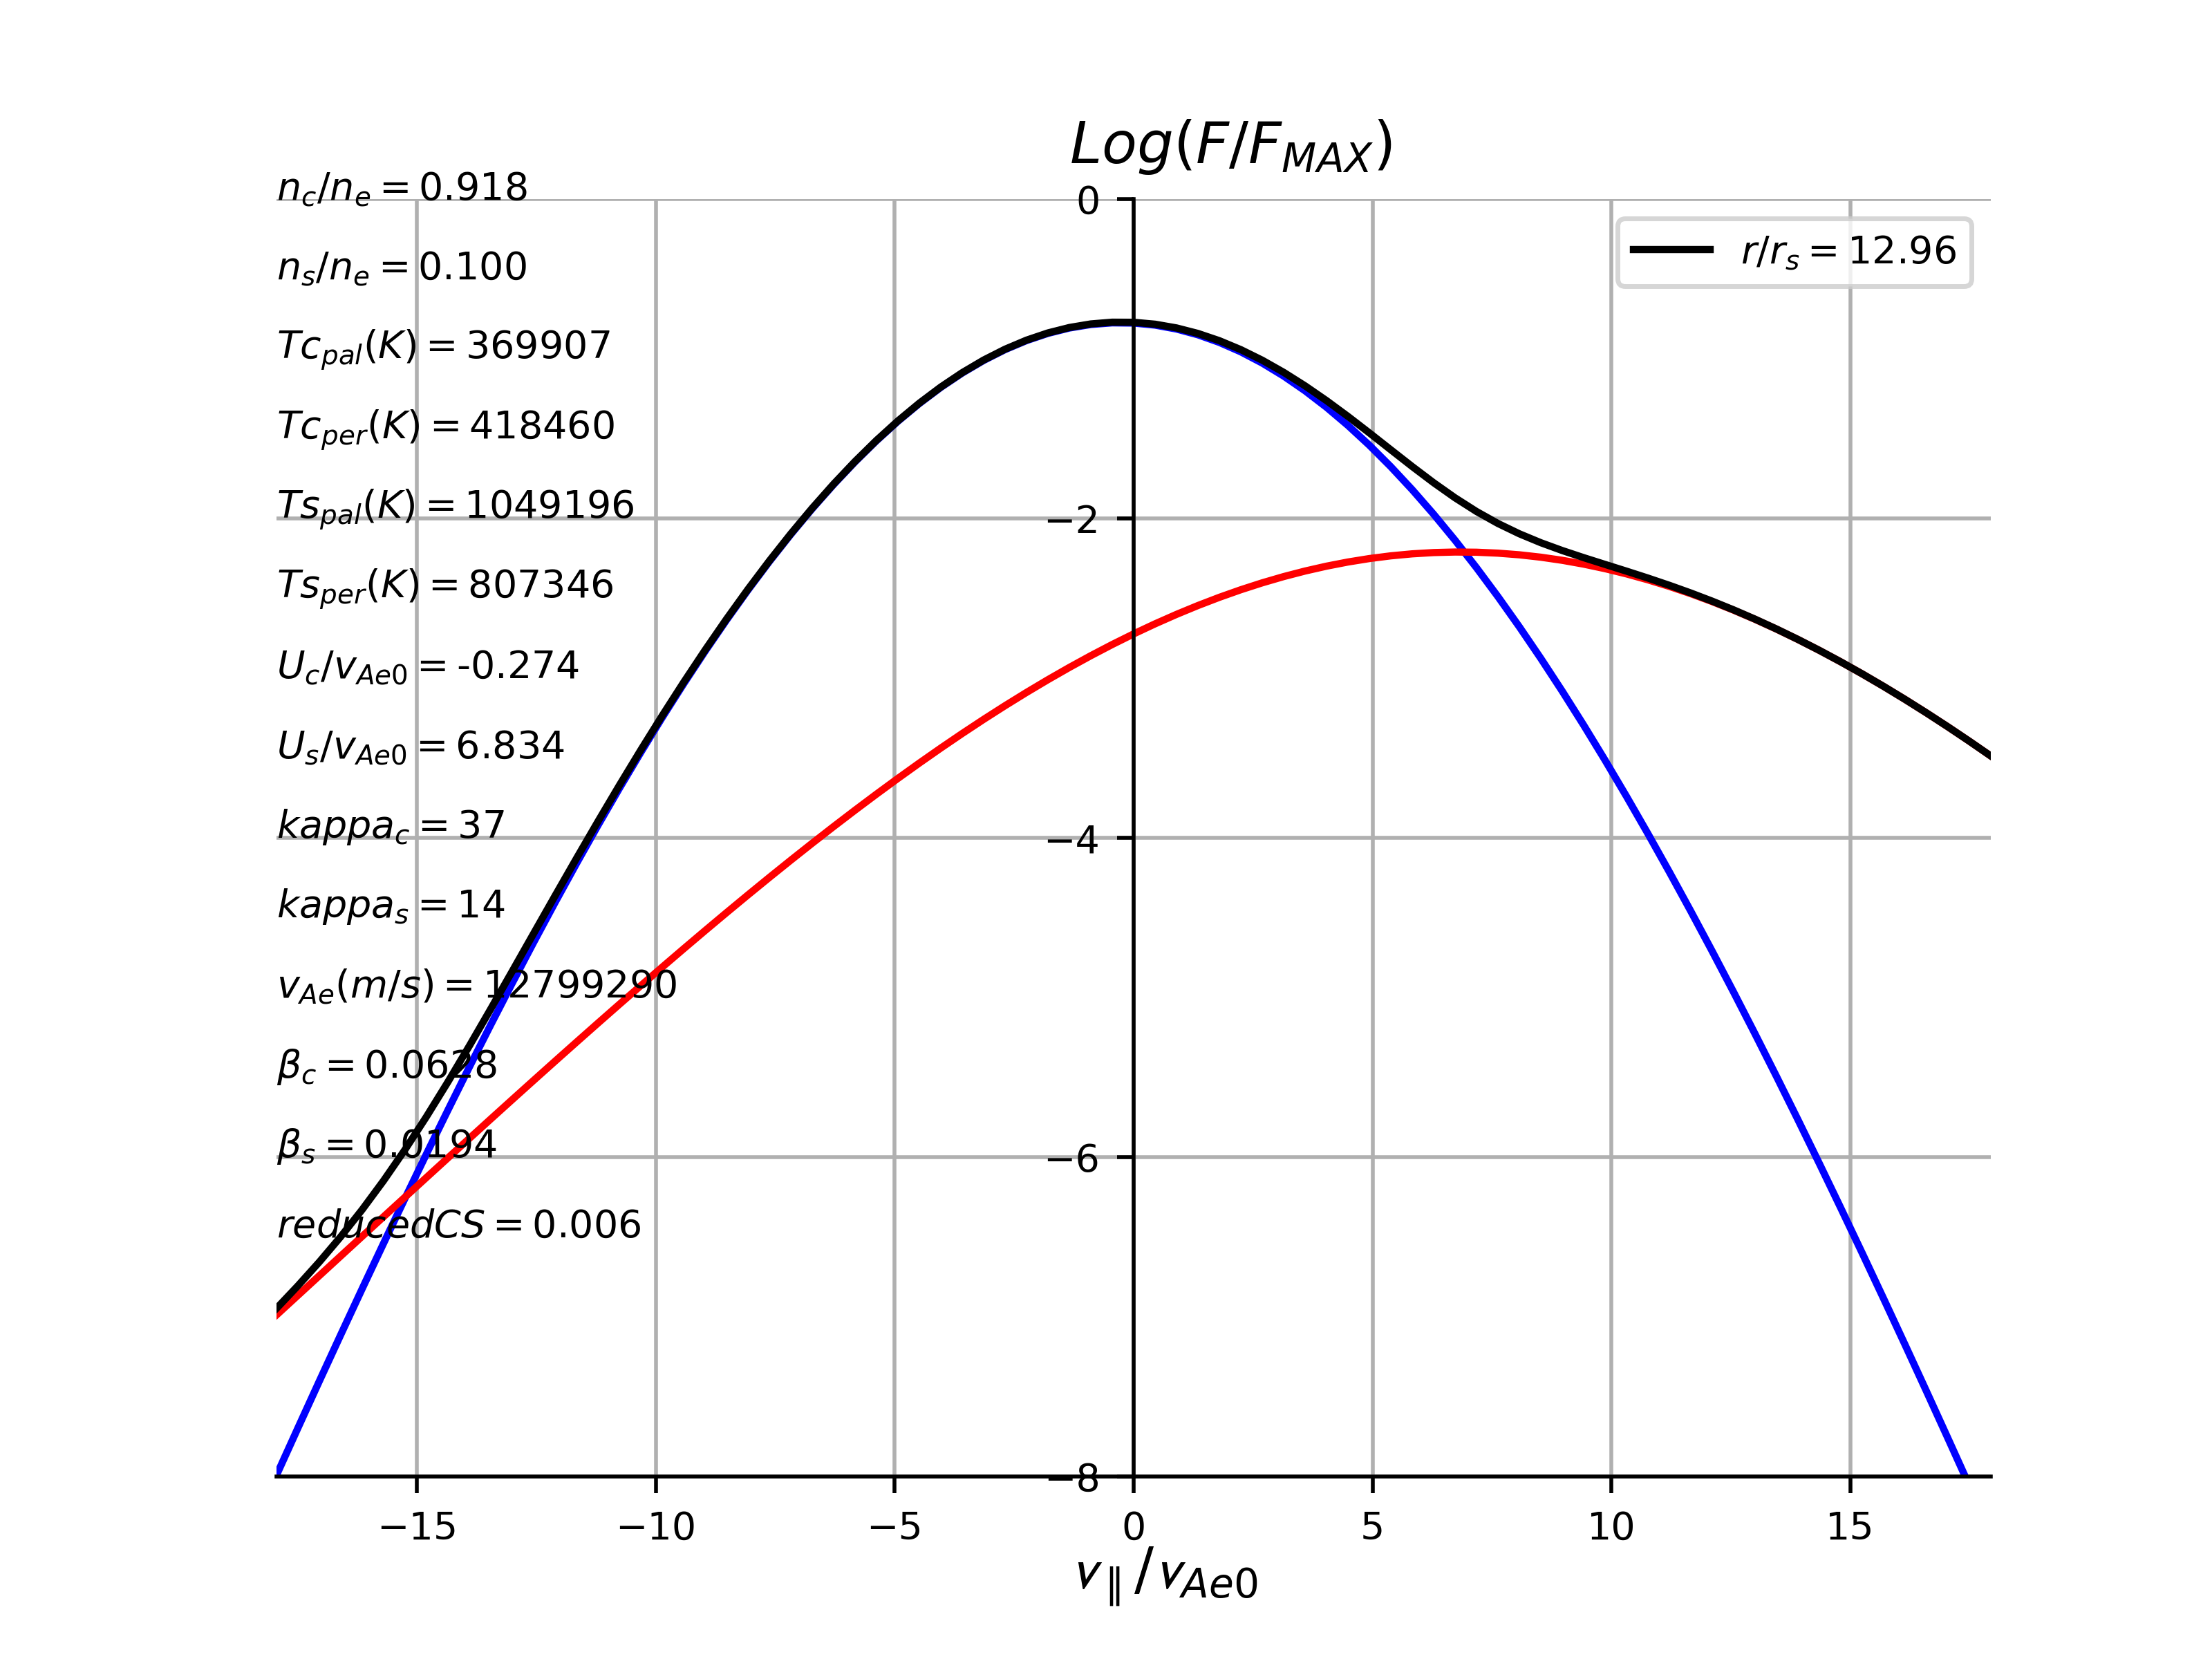 Log(F/F_MAX)
n_c/n_e = 0.918
n_s/n_e = 0.100
Tc_pal(K) = 369907
Tc_per(K) = 418460
Ts_pal(K) = 1049196
Ts_per(K) = 807346
U_c/v_Ae0 = -0.274
U_s/v_Ae0 = 6.834
kappa_c = 37
kappa_s = 14
v_Ae(m/s) = 12799290
β_c = 0.0628
β_s = 0.0194
reducedCS = 0.006
r/r_s = 12.96
0
−2
−4
−6
−8
−15 −10 −5 0 5 10 15
v_∥/v_Ae0